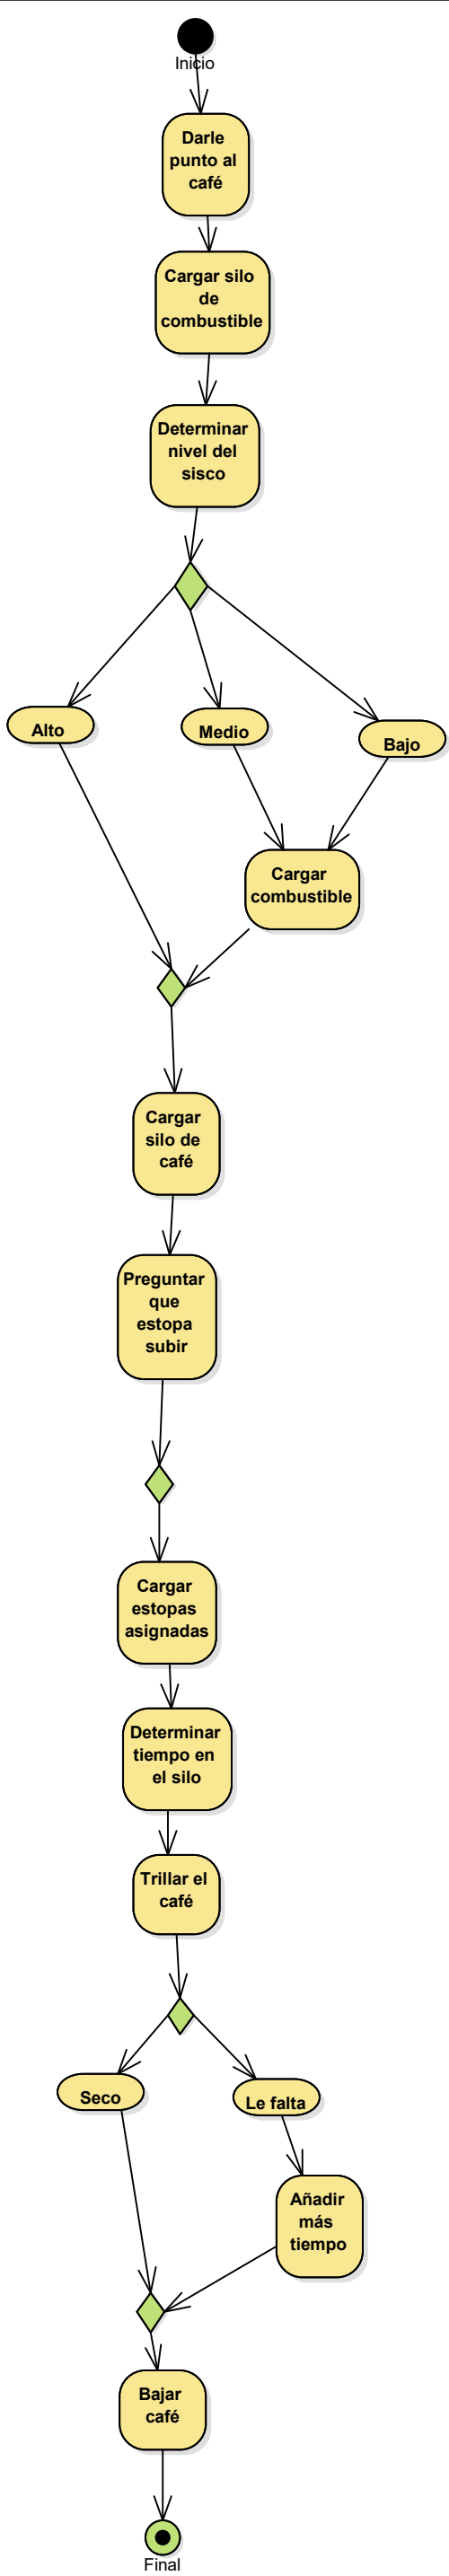 Inicio
Darle
punto al
café
Cargar silo
de
combustible
Determinar
nivel del
sisco
Alto
Medio
Bajo
Cargar
combustible
Cargar
silo de
café
Preguntar
que
estopa
subir
Cargar
estopas
asignadas
Determinar
tiempo en
el silo
Trillar el
café
Seco
Le falta
Añadir
más
tiempo
Bajar
café
Final